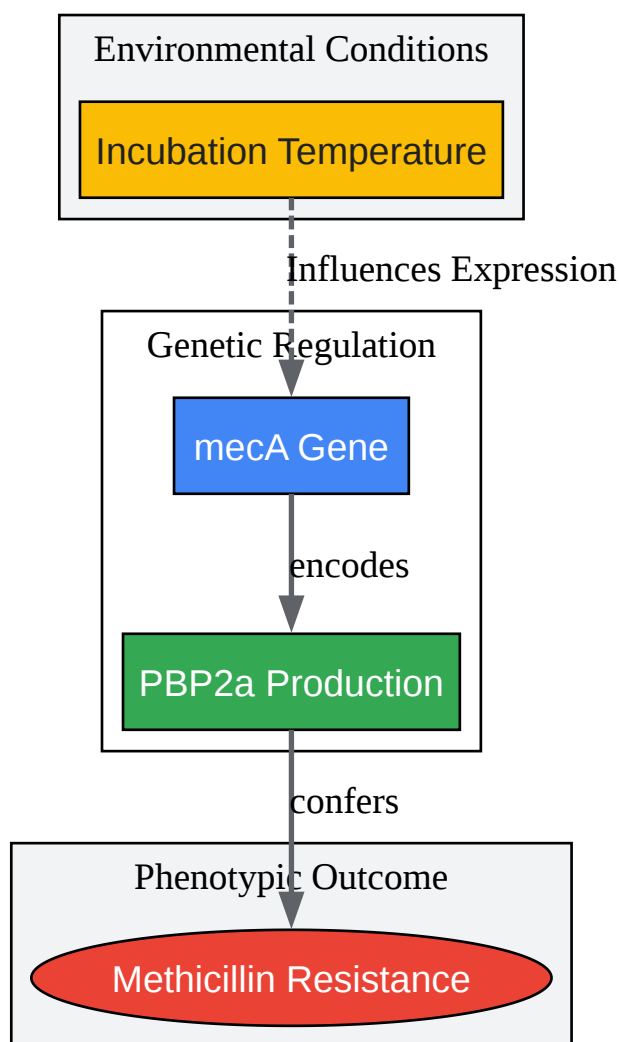 Environmental Conditions
Incubation Temperature
Influences Expression
Genetic Regulation
mecA Gene
encodes
PBP2a Production
confers
Phenotypic Outcome
Methicillin Resistance